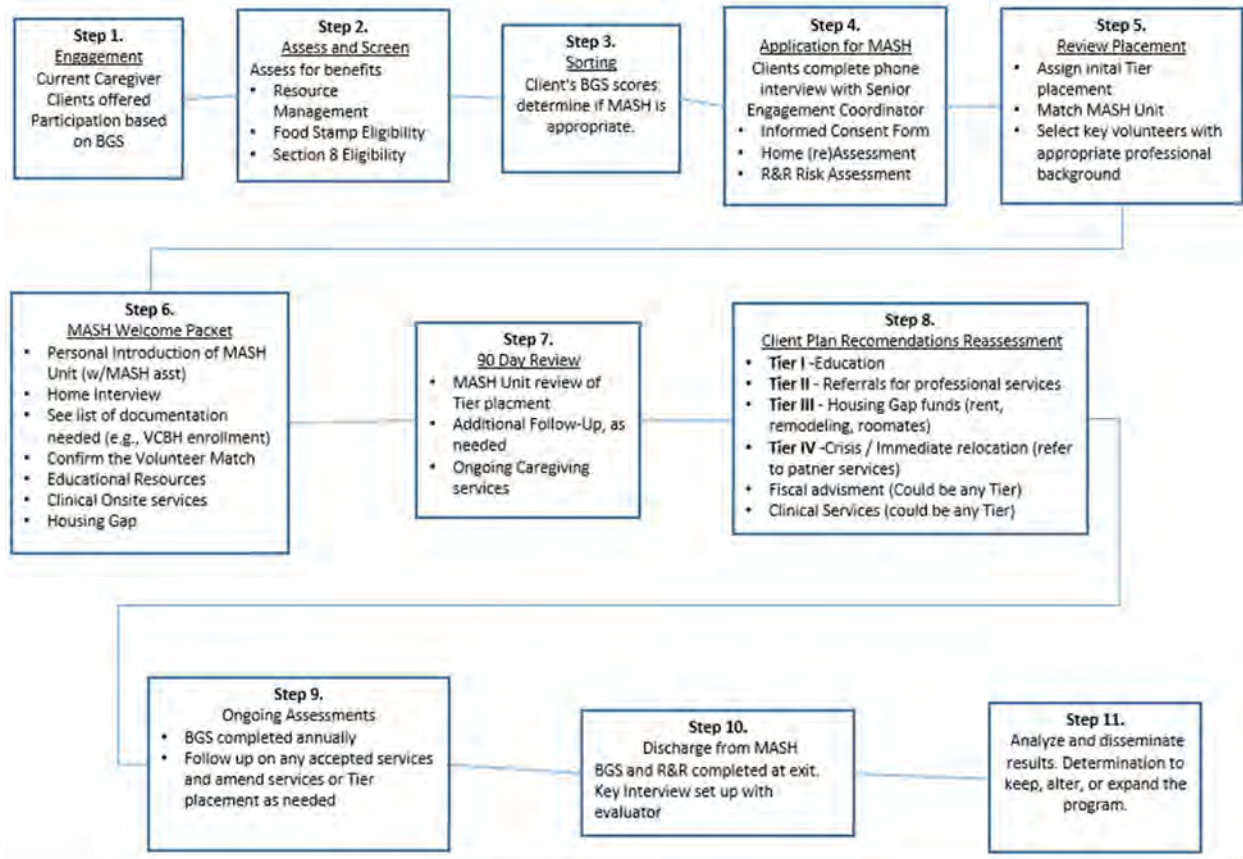 Step 1.
Engagement
Current Caregiver
Clients offered
Participation based
on BGS
Step 2.
Assess and Screen
Assess for benefits
• Resource
Management
• Food Stamp Eligibility
• Section 8 Eligibility
Step 3.
Sorting
Client's BGS scores
determine if MASH is
appropriate.
Step 4.
Application for MASH
Clients complete phone
interview with Senior
Engagement Coordinator
• Informed Consent Form
• Home (re)Assessment
• R&R Risk Assessment
Step 5.
Review Placement
• Assign inital Tier
placement
• Match MASH Unit
• Select key volunteers with
appropriate professional
background
Step 6.
MASH Welcome Packet
• Personal Introduction of MASH
Unit (w/MASH asst)
• Home Interview
• See list of documentation
needed (e.g., VCBH enrollment)
• Confirm the Volunteer Match
• Educational Resources
• Clinical Onsite services
• Housing Gap
Step 7.
90 Day Review
• MASH Unit review of
Tier placment
• Additional Follow-Up, as
needed
• Ongoing Caregiving
services
Step 8.
Client Plan Recomendations Reassessment
• Tier I -Education
• Tier II - Referrals for professional services
• Tier III - Housing Gap funds (rent,
remodeling, roomates)
• Tier IV -Crisis / Immediate relocation (refer
to patner services)
• Fiscal advisment (Could be any Tier)
• Clinical Services (could be any Tier)
Step 9.
Ongoing Assessments
• BGS completed annually
• Follow up on any accepted services
and amend services or Tier
placement as needed
Step 10.
Discharge from MASH
BGS and R&R completed at exit.
Key Interview set up with
evaluator
Step 11.
Analyze and disseminate
results. Determination to
keep, alter, or expand the
program.